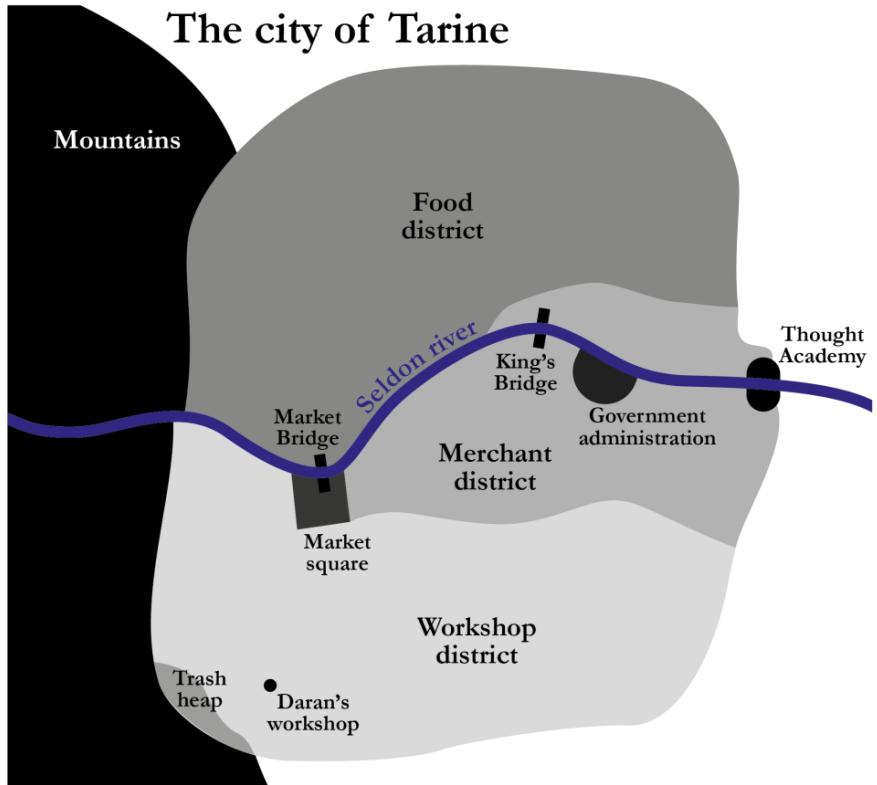 The city of Tarine
Mountains
Food
district
Seldon river
King's
Bridge
Thought
Academy
Market
Bridge
Government
administration
Merchant
district
Market
square
Workshop
district
Trash
heap
Daran's
workshop